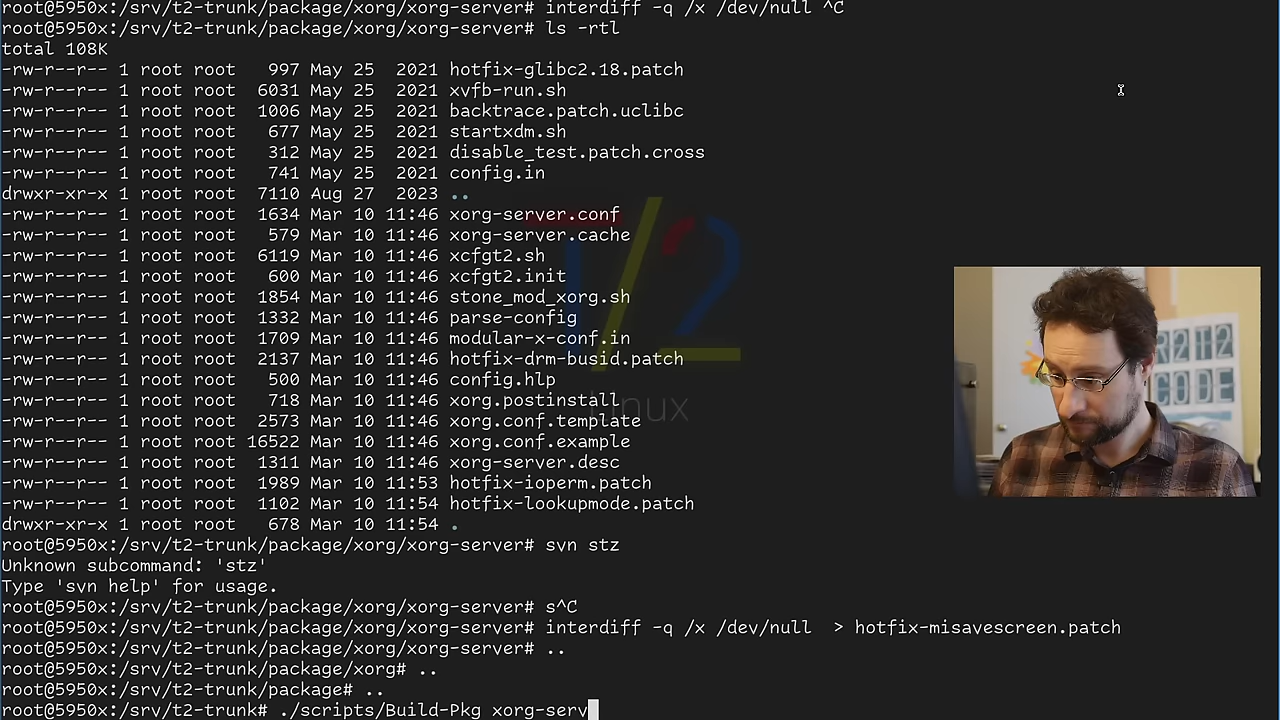 root@5950x:/srv/t2-trunk/package/xorg/xorg-server# interdiff -q /x /dev/null ^C
root@5950x:/srv/t2-trunk/package/xorg/xorg-server# ls -rtl
total 108K
-rw-r--r-- 1 root root   997 May 25  2021 hotfix-glibc2.18.patch
-rw-r--r-- 1 root root  6031 May 25  2021 xvfb-run.sh
-rw-r--r-- 1 root root  1006 May 25  2021 backtrace.patch.uclibc
-rw-r--r-- 1 root root   677 May 25  2021 startxdm.sh
-rw-r--r-- 1 root root   312 May 25  2021 disable_test.patch.cross
-rw-r--r-- 1 root root   741 May 25  2021 config.in
drwxr-xr-x 1 root root  7110 Aug 27  2023 ..
-rw-r--r-- 1 root root  1634 Mar 10 11:46 xorg-server.conf
-rw-r--r-- 1 root root   579 Mar 10 11:46 xorg-server.cache
-rw-r--r-- 1 root root  6119 Mar 10 11:46 xcfgt2.sh
-rw-r--r-- 1 root root   600 Mar 10 11:46 xcfgt2.init
-rw-r--r-- 1 root root  1854 Mar 10 11:46 stone_mod_xorg.sh
-rw-r--r-- 1 root root  1332 Mar 10 11:46 parse-config
-rw-r--r-- 1 root root  1709 Mar 10 11:46 modular-x-conf.in
-rw-r--r-- 1 root root  2137 Mar 10 11:46 hotfix-drm-busid.patch
-rw-r--r-- 1 root root   500 Mar 10 11:46 config.hlp
-rw-r--r-- 1 root root   718 Mar 10 11:46 xorg.postinstall
-rw-r--r-- 1 root root  2573 Mar 10 11:46 xorg.conf.template
-rw-r--r-- 1 root root 16522 Mar 10 11:46 xorg.conf.example
-rw-r--r-- 1 root root  1311 Mar 10 11:46 xorg-server.desc
-rw-r--r-- 1 root root  1989 Mar 10 11:53 hotfix-ioperm.patch
-rw-r--r-- 1 root root  1102 Mar 10 11:54 hotfix-lookupmode.patch
drwxr-xr-x 1 root root   678 Mar 10 11:54 .
root@5950x:/srv/t2-trunk/package/xorg/xorg-server# svn stz
Unknown subcommand: 'stz'
Type 'svn help' for usage.
root@5950x:/srv/t2-trunk/package/xorg/xorg-server# s^C
root@5950x:/srv/t2-trunk/package/xorg/xorg-server# interdiff -q /x /dev/null  > hotfix-misavescreen.patch
root@5950x:/srv/t2-trunk/package/xorg/xorg-server# ..
root@5950x:/srv/t2-trunk/package/xorg# ..
root@5950x:/srv/t2-trunk/package# ..
root@5950x:/srv/t2-trunk# ./scripts/Build-Pkg xorg-serv
T/2
linux
R2T2
CODE